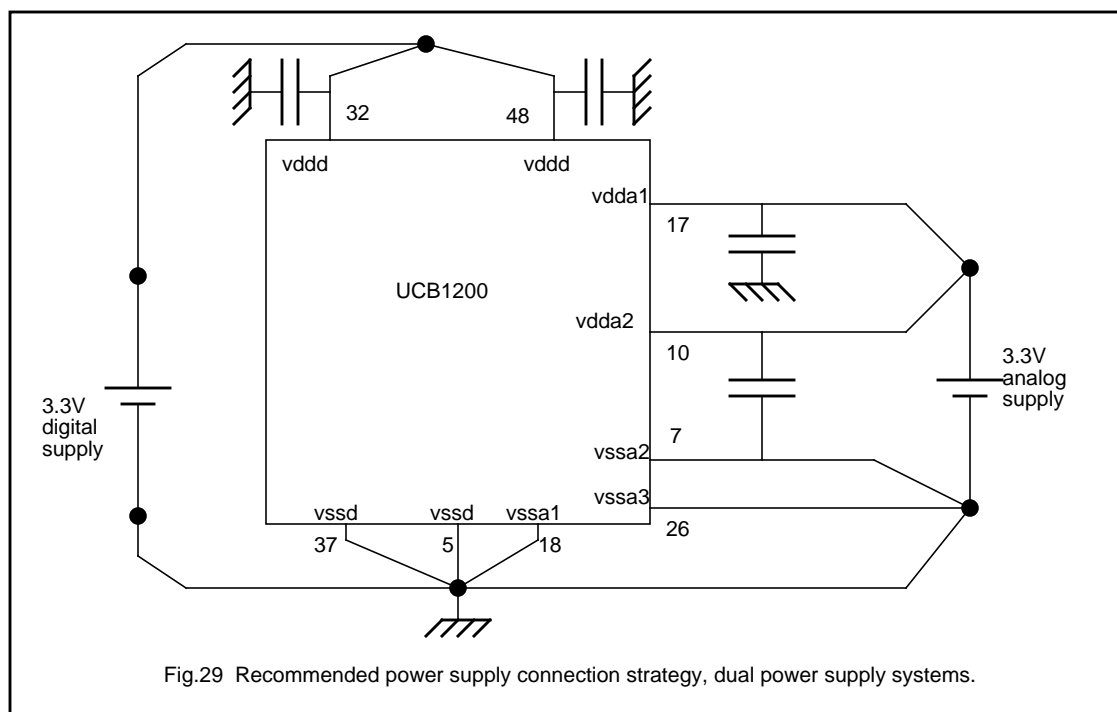 32
48
vddd
vddd
vdda1
17
UCB1200
vdda2
10
3.3V
analog
supply
3.3V
digital
supply
7
vssa2
vssa3
26
vssd
vssd
vssa1
37
5
18
Fig.29 Recommended power supply connection strategy, dual power supply systems.